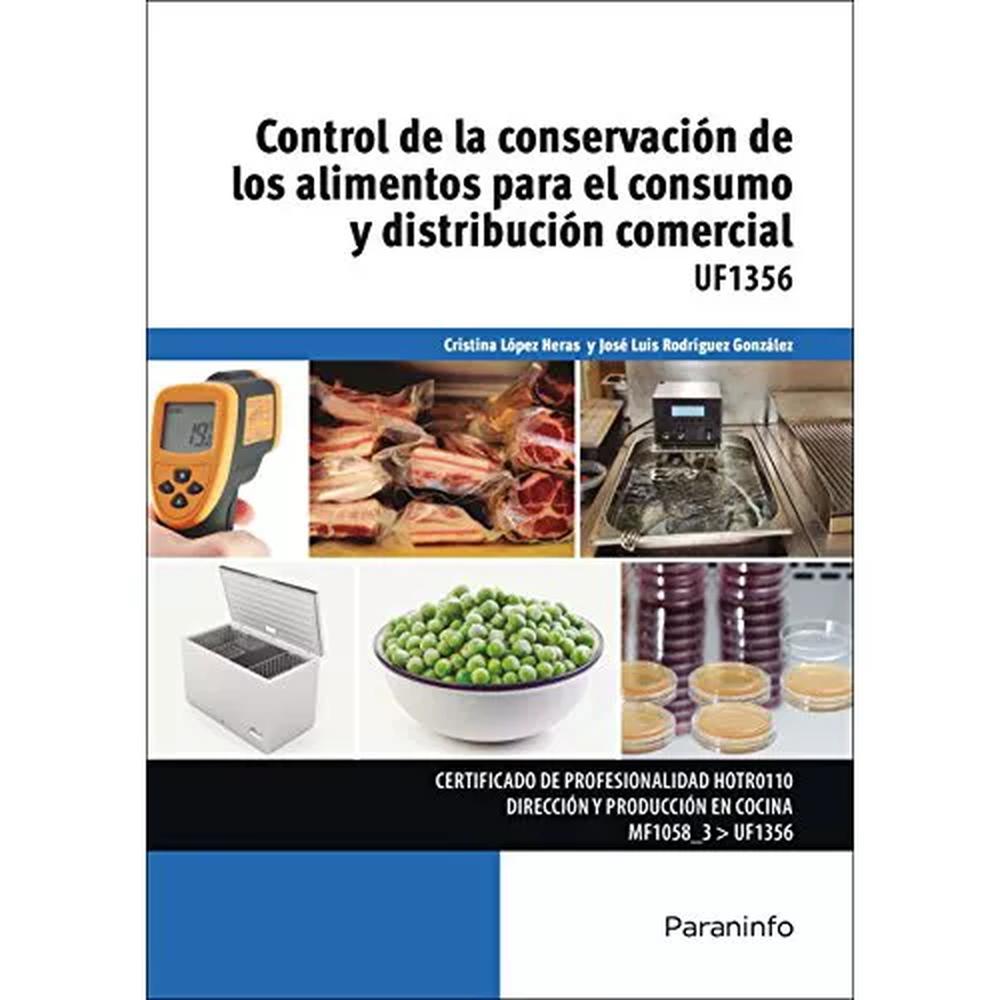 Control de la conservación de
los alimentos para el consumo
y distribución comercial
UF1356
Cristina López Heras y José Luis Rodríguez González
CERTIFICADO DE PROFESIONALIDAD HOTR0110
DIRECCIÓN Y PRODUCCIÓN EN COCINA
MF1058_3 > UF1356
Paraninfo